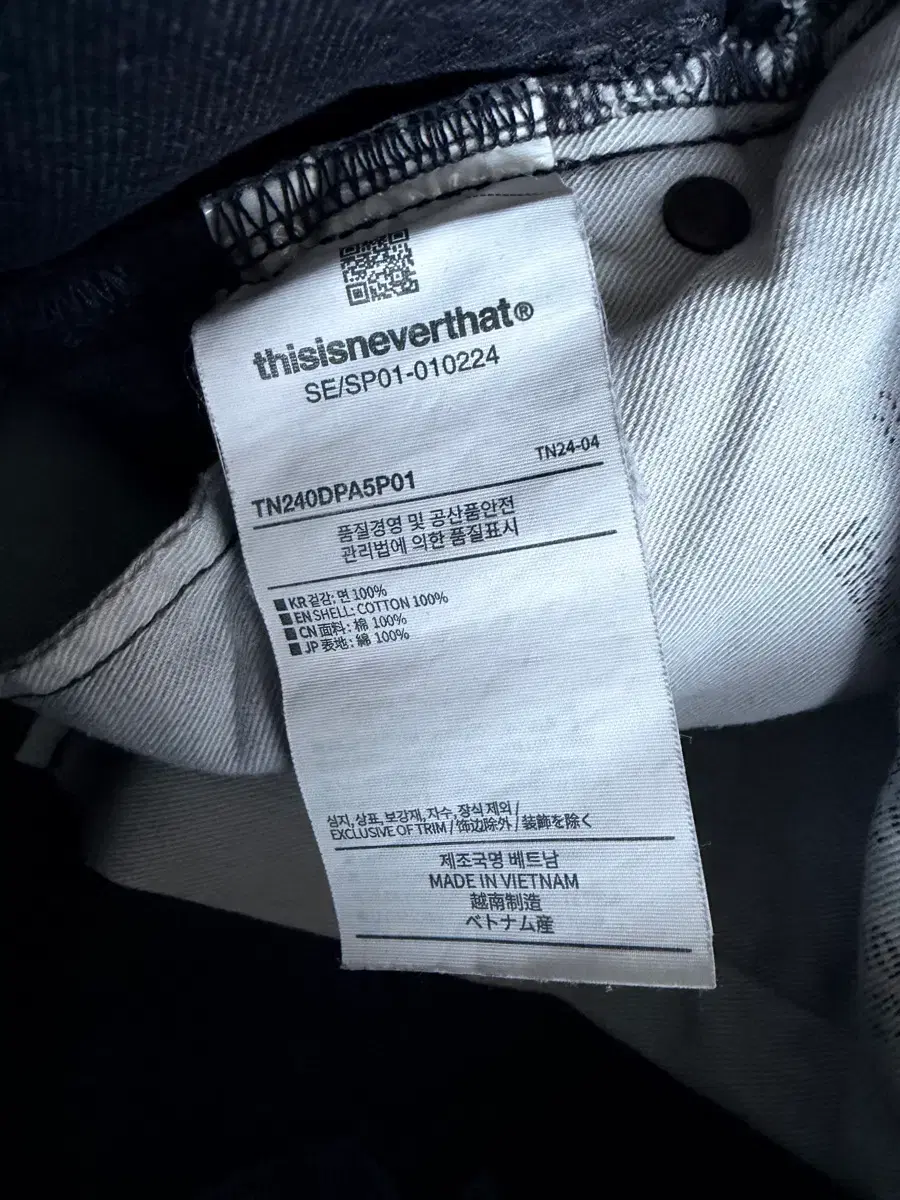 thisisneverthat®
SE/SP01-010224
TN24-04
TN240DPA5P01
품질경영 및 공산품안전
관리법에 의한 품질표시
KR 겉감: 면 100%
EN SHELL: COTTON 100%
CN 面料: 棉 100%
JP 表地: 綿 100%
심지, 상표, 보강재, 자수, 장식 제외 /
EXCLUSIVE OF TRIM / 饰边除外 / 装飾を除く
제조국명 베트남
MADE IN VIETNAM
越南制造
ベトナム産